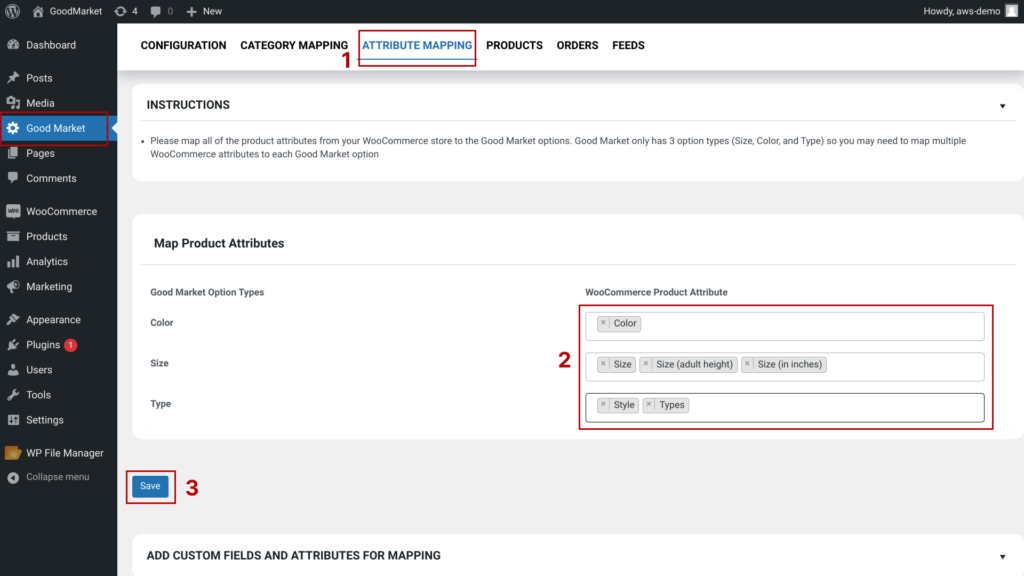 GoodMarket 4 0 New Howdy, aws-demo
Dashboard
Posts
Media
Good Market
Pages
Comments
WooCommerce
Products
Analytics
Marketing
Appearance
Plugins 1
Users
Tools
Settings
WP File Manager
Collapse menu
CONFIGURATION CATEGORY MAPPING ATTRIBUTE MAPPING PRODUCTS ORDERS FEEDS
1
INSTRUCTIONS
• Please map all of the product attributes from your WooCommerce store to the Good Market options. Good Market only has 3 option types (Size, Color, and Type) so you may need to map multiple
WooCommerce attributes to each Good Market option
Map Product Attributes
Good Market Option Types WooCommerce Product Attribute
Color × Color
Size × Size × Size (adult height) × Size (in inches)
2
Type × Style × Types
Save 3
ADD CUSTOM FIELDS AND ATTRIBUTES FOR MAPPING